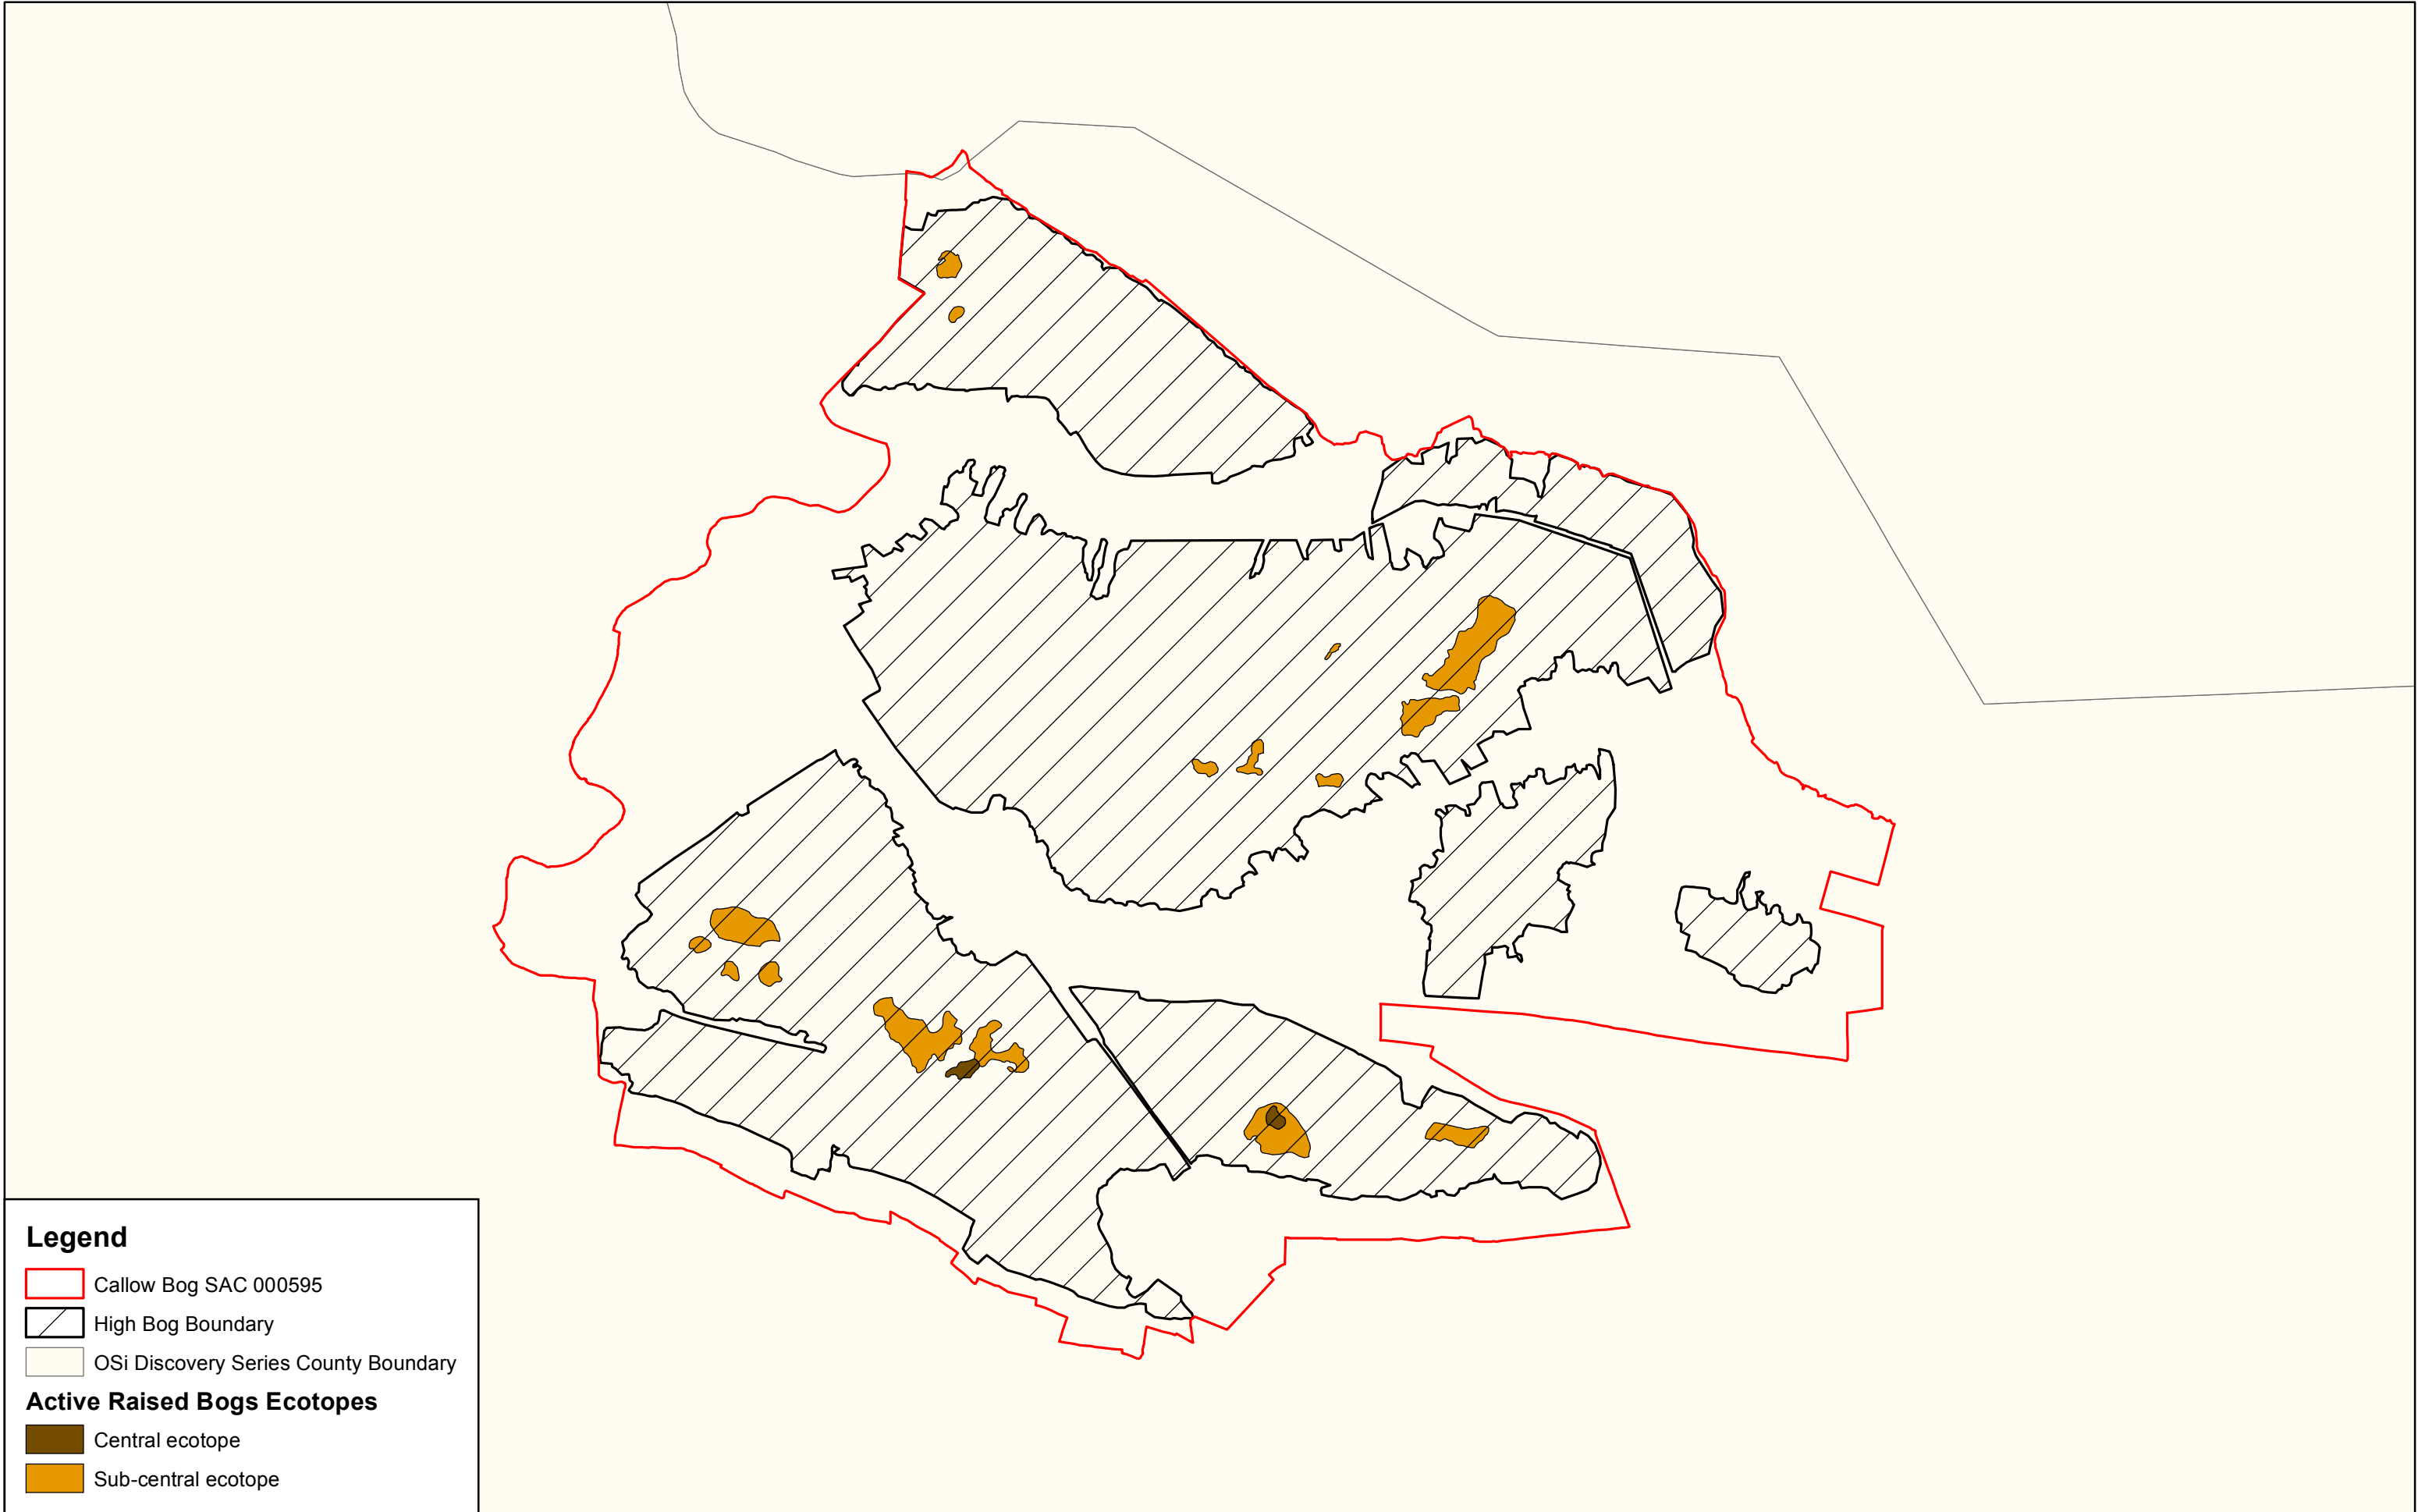 Legend
Callow Bog SAC 000595
High Bog Boundary
OSi Discovery Series County Boundary
Active Raised Bogs Ecotopes
Central ecotope
Sub-central ecotope